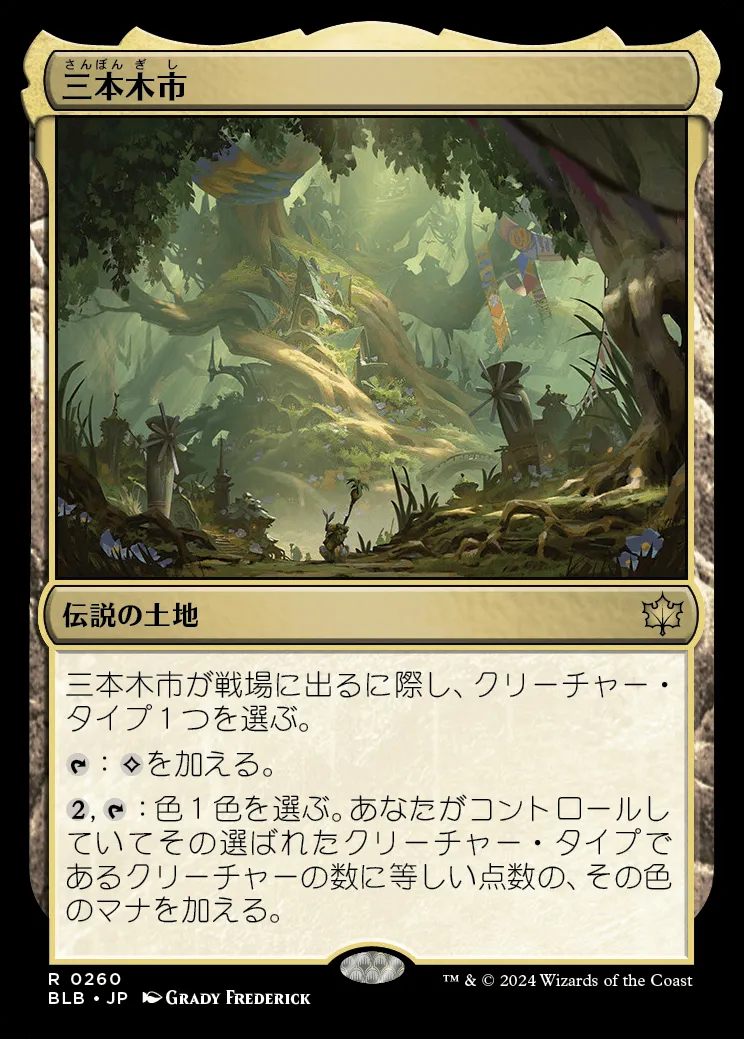 さんぼんぎし
三本木市
伝説の土地
三本木市が戦場に出るに際し、クリーチャー・
タイプ1つを選ぶ。
:を加える。
2, :色1色を選ぶ。あなたがコントロールし
ていてその選ばれたクリーチャー・タイプで
あるクリーチャーの数に等しい点数の、その色
のマナを加える。
R 0260
BLB • JP GRADY FREDERICK
™ & © 2024 Wizards of the Coast